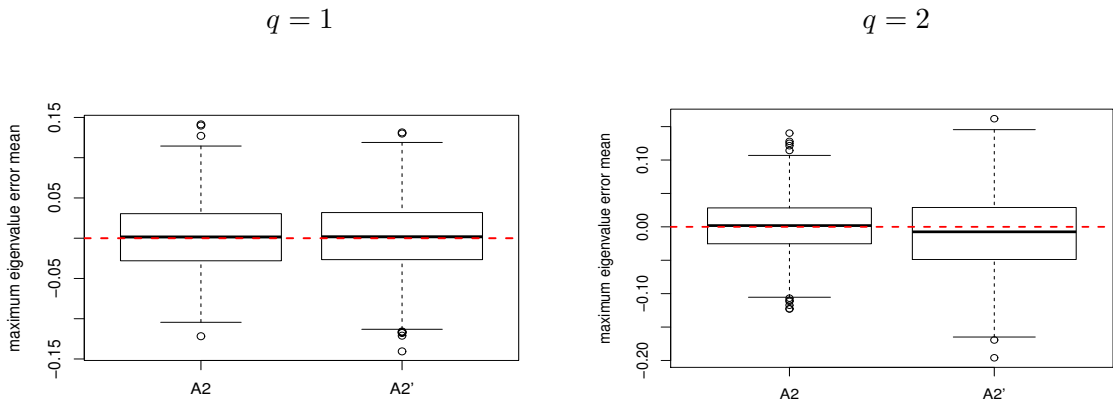 q = 1
maximum eigenvalue error mean
0.15
0.05
−0.05
−0.15
A2
A2'
q = 2
maximum eigenvalue error mean
0.10
0.00
−0.10
−0.20
A2
A2'